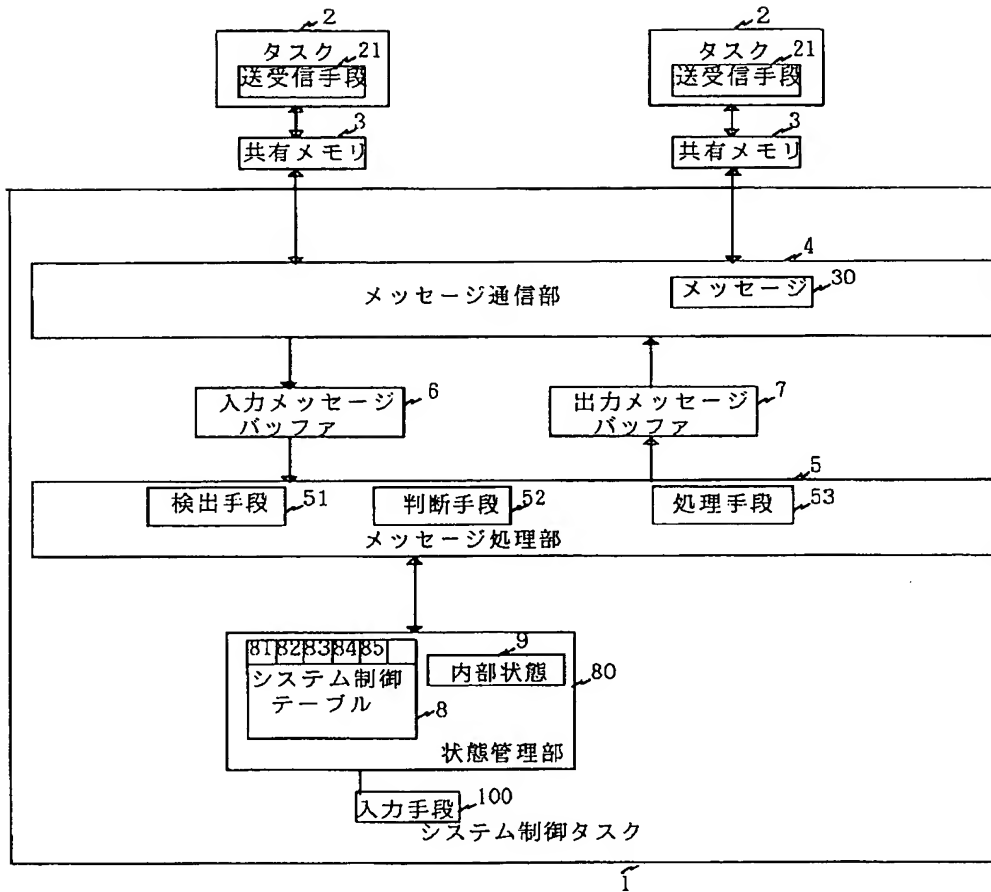 2
タスク
21
送受信手段
3
共有メモリ
2
タスク
21
送受信手段
3
共有メモリ
4
メッセージ通信部
メッセージ
30
入力メッセージ
バッファ
6
出力メッセージ
バッファ
7
5
検出手段
51
判断手段
52
処理手段
53
メッセージ処理部
81 82 83 84 85
システム制御
テーブル
8
9
内部状態
80
状態管理部
入力手段
100
システム制御タスク
1